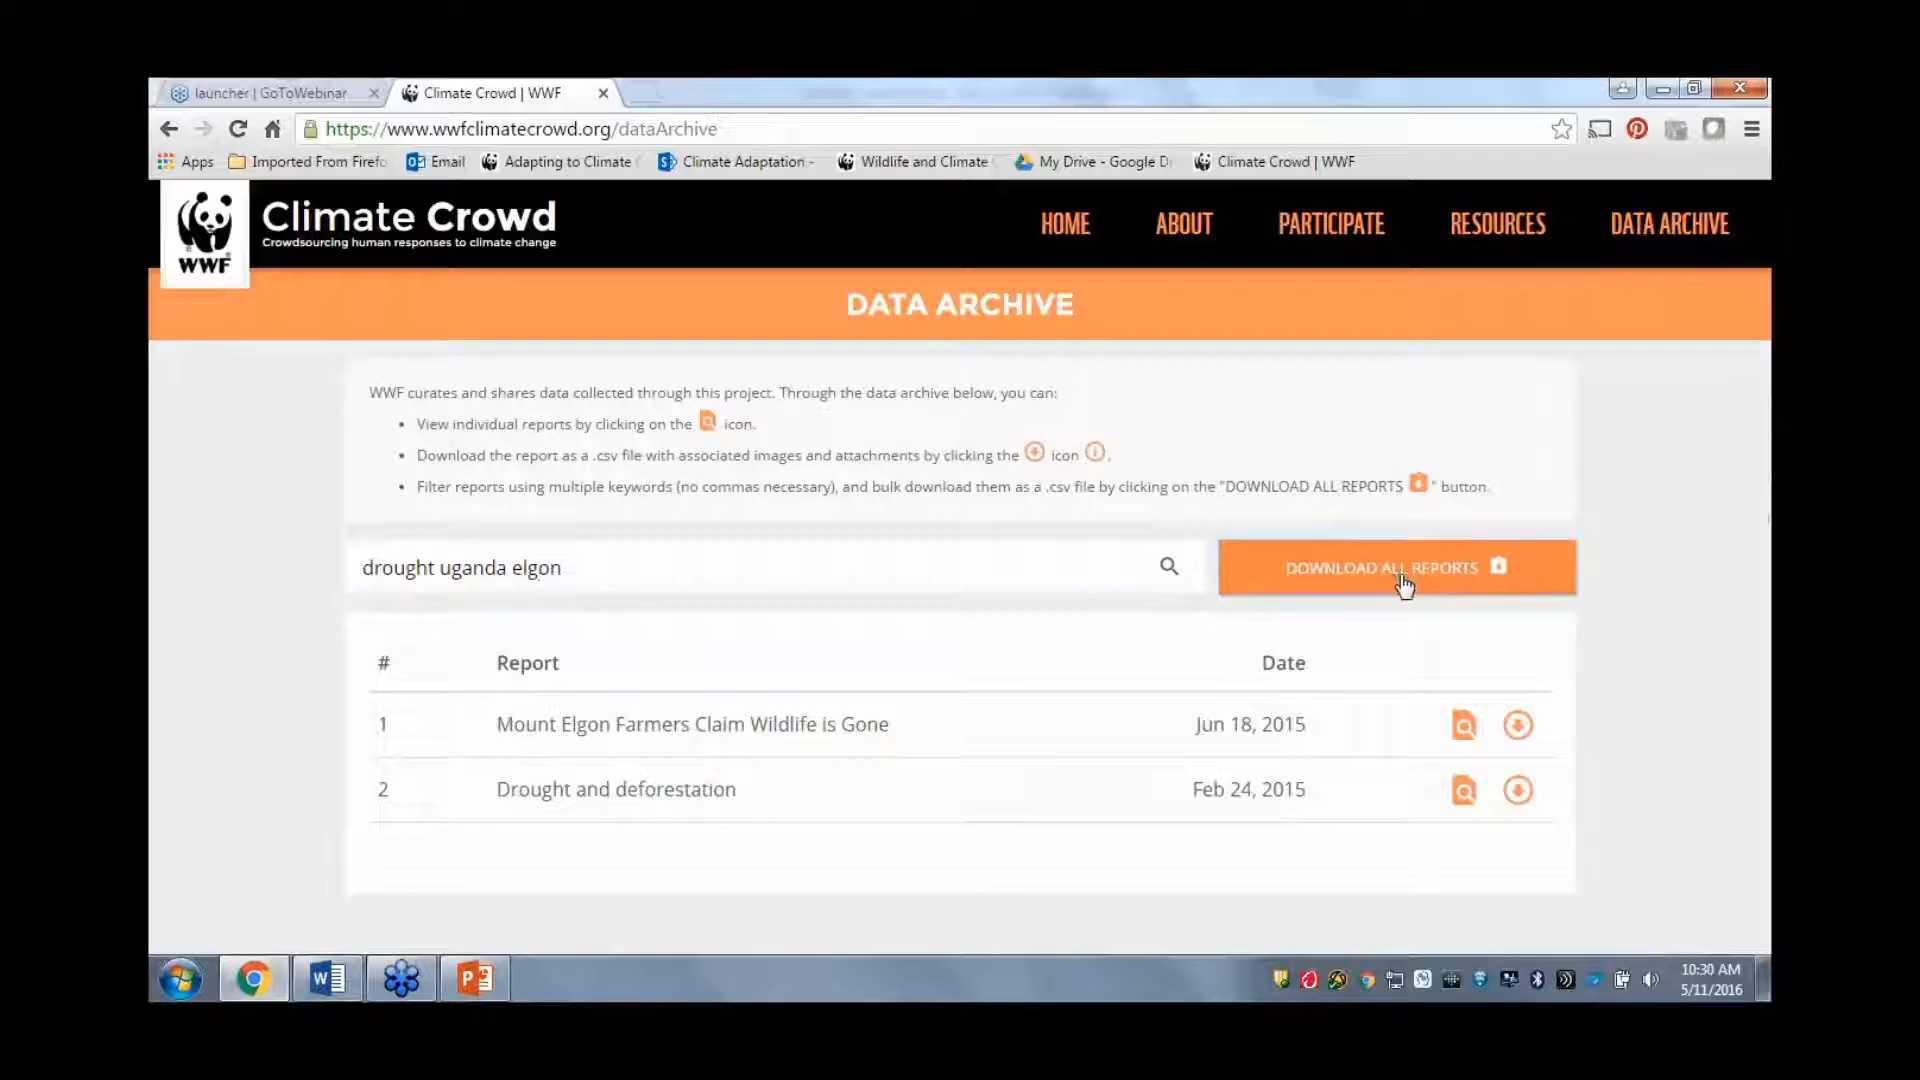 launcher | GoToWebinar
Climate Crowd | WWF
https://www.wwfclimatecrowd.org/dataArchive
Apps Imported From Firefo Email Adapting to Climate Climate Adaptation - Wildlife and Climate My Drive - Google D Climate Crowd | WWF
WWF
Climate Crowd
Crowdsourcing human responses to climate change
HOME ABOUT PARTICIPATE RESOURCES DATA ARCHIVE
DATA ARCHIVE
WWF curates and shares data collected through this project. Through the data archive below, you can:
• View individual reports by clicking on the icon.
• Download the report as a .csv file with associated images and attachments by clicking the icon .
• Filter reports using multiple keywords (no commas necessary), and bulk download them as a .csv file by clicking on the "DOWNLOAD ALL REPORTS " button.
drought uganda elgon
DOWNLOAD ALL REPORTS
# Report Date
1 Mount Elgon Farmers Claim Wildlife is Gone Jun 18, 2015
2 Drought and deforestation Feb 24, 2015
10:30 AM
5/11/2016